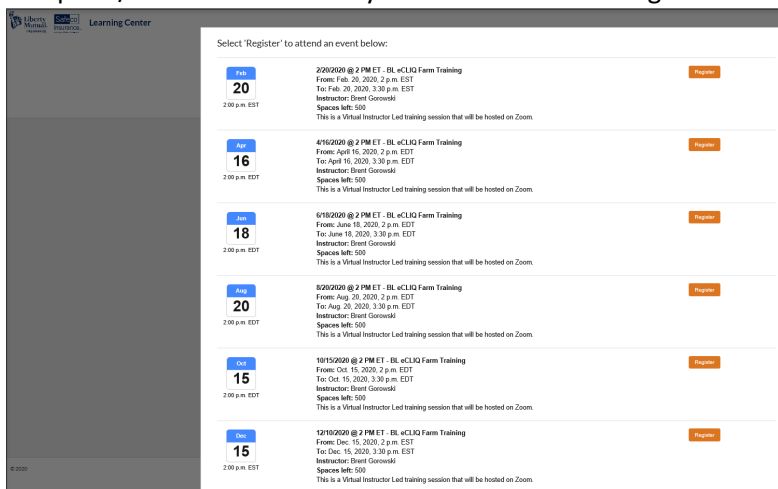 Liberty Mutual. INSURANCE
Safeco Insurance.
Learning Center
Select 'Register' to attend an event below:
Feb
20
2:00 p.m. EST
2/20/2020 @ 2 PM ET - BL eCLIQ Farm Training
From: Feb. 20, 2020, 2 p.m. EST
To: Feb. 20, 2020, 3:30 p.m. EST
Instructor: Brent Gorowski
Spaces left: 500
This is a Virtual Instructor Led training session that will be hosted on Zoom.
Register
Apr
16
2:00 p.m. EDT
4/16/2020 @ 2 PM ET - BL eCLIQ Farm Training
From: April 16, 2020, 2 p.m. EDT
To: April 16, 2020, 3:30 p.m. EDT
Instructor: Brent Gorowski
Spaces left: 500
This is a Virtual Instructor Led training session that will be hosted on Zoom.
Register
Jun
18
2:00 p.m. EDT
6/18/2020 @ 2 PM ET - BL eCLIQ Farm Training
From: June 18, 2020, 2 p.m. EDT
To: June 18, 2020, 3:30 p.m. EDT
Instructor: Brent Gorowski
Spaces left: 500
This is a Virtual Instructor Led training session that will be hosted on Zoom.
Register
Aug
20
2:00 p.m. EDT
8/20/2020 @ 2 PM ET - BL eCLIQ Farm Training
From: Aug. 20, 2020, 2 p.m. EDT
To: Aug. 20, 2020, 3:30 p.m. EDT
Instructor: Brent Gorowski
Spaces left: 500
This is a Virtual Instructor Led training session that will be hosted on Zoom.
Register
Oct
15
2:00 p.m. EDT
10/15/2020 @ 2 PM ET - BL eCLIQ Farm Training
From: Oct. 15, 2020, 2 p.m. EDT
To: Oct. 15, 2020, 3:30 p.m. EDT
Instructor: Brent Gorowski
Spaces left: 500
This is a Virtual Instructor Led training session that will be hosted on Zoom.
Register
Dec
15
2:00 p.m. EST
12/10/2020 @ 2 PM ET - BL eCLIQ Farm Training
From: Dec. 15, 2020, 2 p.m. EST
To: Dec. 15, 2020, 3:30 p.m. EST
Instructor: Brent Gorowski
Spaces left: 500
This is a Virtual Instructor Led training session that will be hosted on Zoom.
Register
© 2020